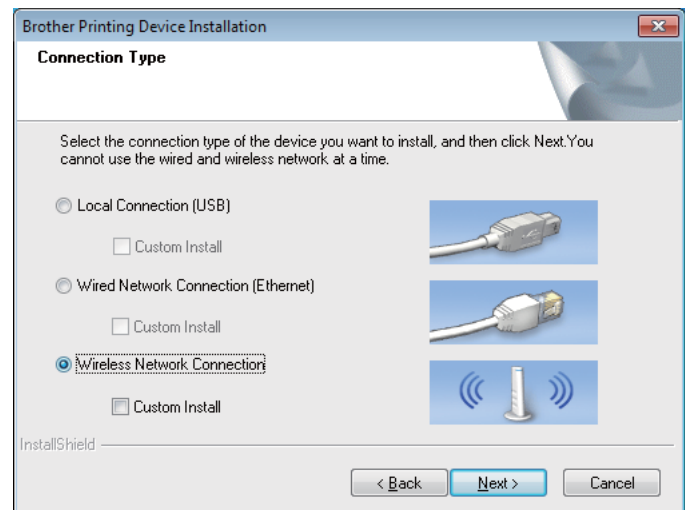 Brother Printing Device Installation
Connection Type
Select the connection type of the device you want to install, and then click Next.You
cannot use the wired and wireless network at a time.
Local Connection (USB)
Custom Install
Wired Network Connection (Ethernet)
Custom Install
Wireless Network Connection
Custom Install
InstallShield
< Back Next > Cancel